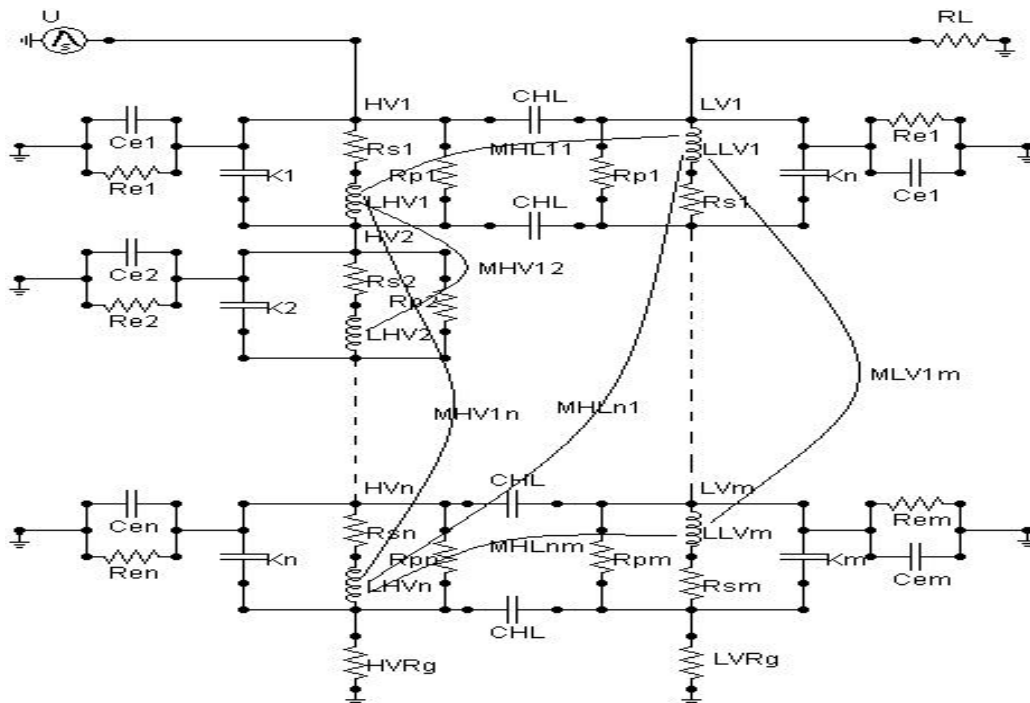 U
RL
HV1
CHL
LV1
Ce1
Re1
K1
Rs1
Rp1
MHL11
Rp1
LLV1
Kn
Re1
Ce1
LHV1
CHL
Rs1
HV2
Ce2
Re2
K2
Rs2
Rp2
MHV12
LHV2
MHV1n
MHLn1
MLV1m
HVn
CHL
LVm
Cen
Ren
Kn
Rsn
Rpn
MHLnm
Rpm
LLVm
Km
Rem
Cem
LHVn
Rsm
CHL
HVRg
LVRg